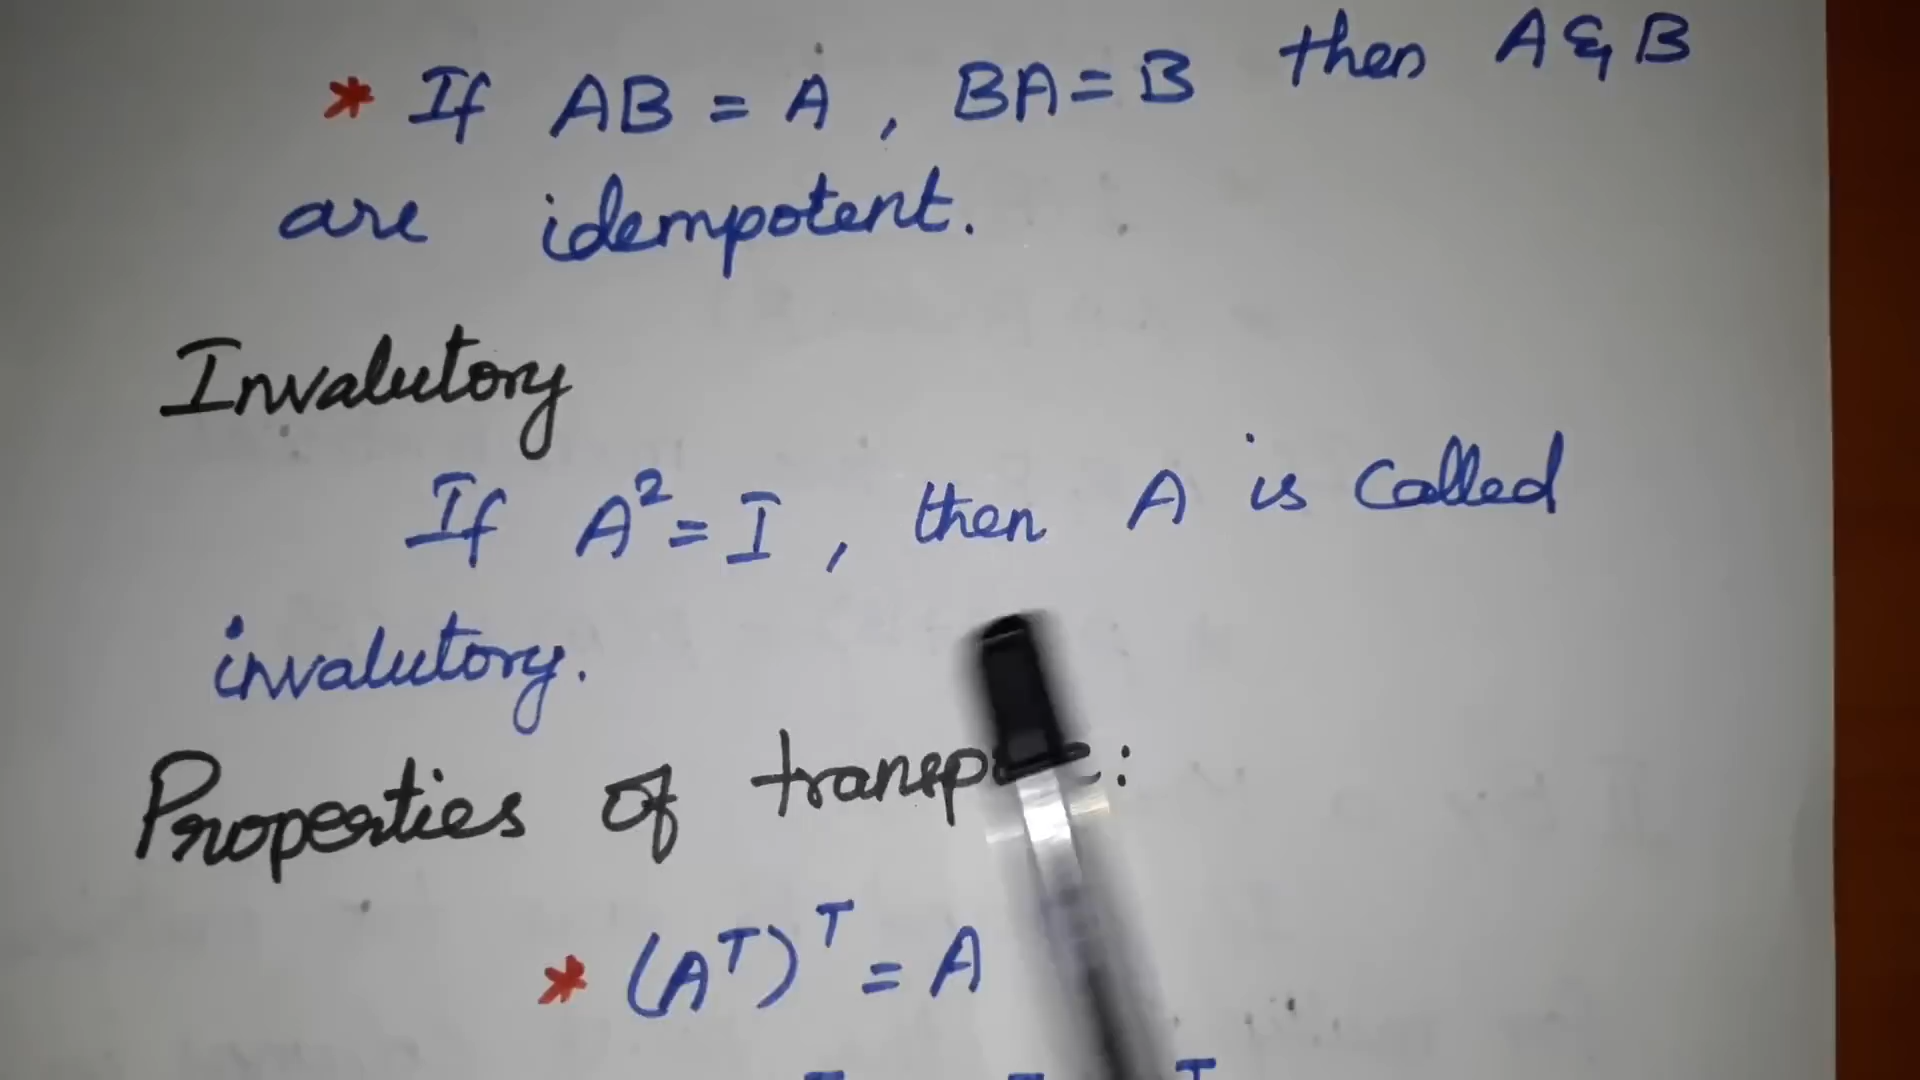 * If AB = A , BA = B then A & B
are idempotent.
Invalutory
If A² = I , then A is called
invalutory.
Properties of
* (Aᵀ)ᵀ = A